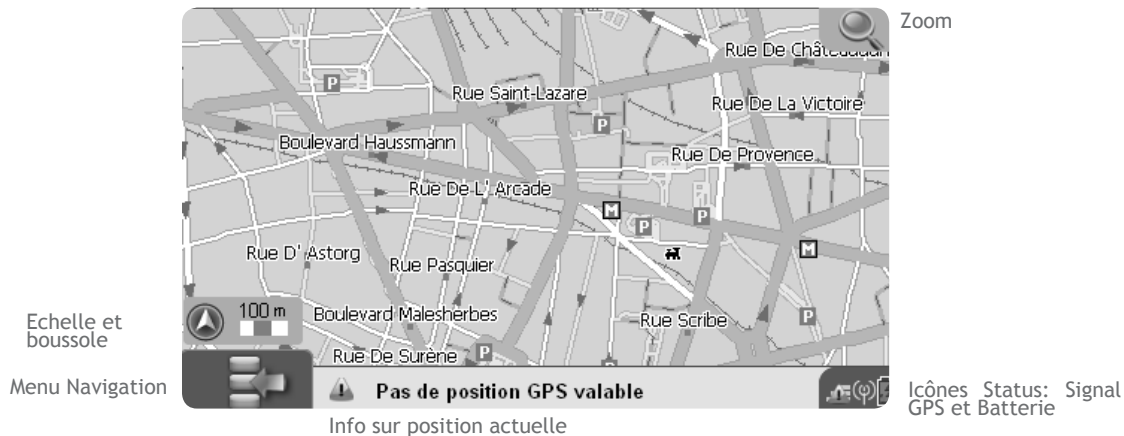 Zoom
Rue De Châteaudun
Rue Saint-Lazare
Rue De La Victoire
P
P
Boulevard Haussmann
Rue De Provence
Rue De L' Arcade
M
P
P
Rue D' Astorg
M
Rue Pasquier
100 m
Boulevard Malesherbes
Rue Scribe
P
Echelle et
boussole
Rue De Surène
P
Menu Navigation
Pas de position GPS valable
Icônes Status: Signal
GPS et Batterie
Info sur position actuelle